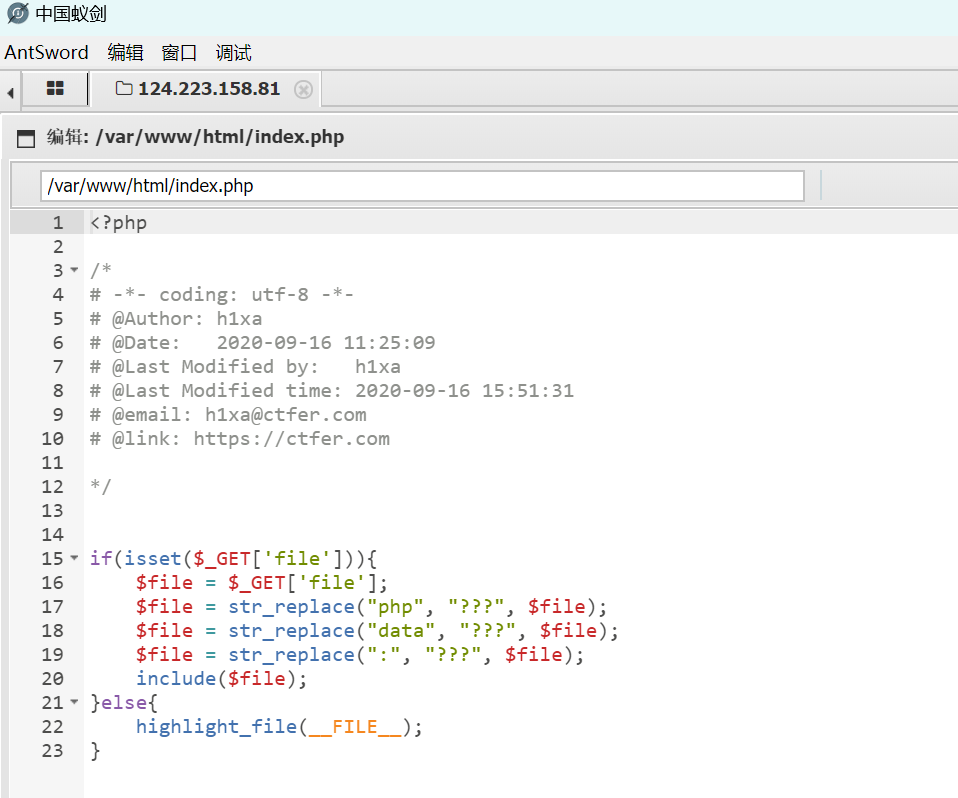 中国蚁剑
AntSword 编辑 窗口 调试
124.223.158.81
编辑: /var/www/html/index.php
/var/www/html/index.php
1 <?php
2
3 /*
4 # -*- coding: utf-8 -*-
5 # @Author: h1xa
6 # @Date:   2020-09-16 11:25:09
7 # @Last Modified by:   h1xa
8 # @Last Modified time: 2020-09-16 15:51:31
9 # @email: h1xa@ctfer.com
10 # @link: https://ctfer.com
11
12 */
13
14
15 if(isset($_GET['file'])){
16     $file = $_GET['file'];
17     $file = str_replace("php", "???", $file);
18     $file = str_replace("data", "???", $file);
19     $file = str_replace(":", "???", $file);
20     include($file);
21 }else{
22     highlight_file(__FILE__);
23 }